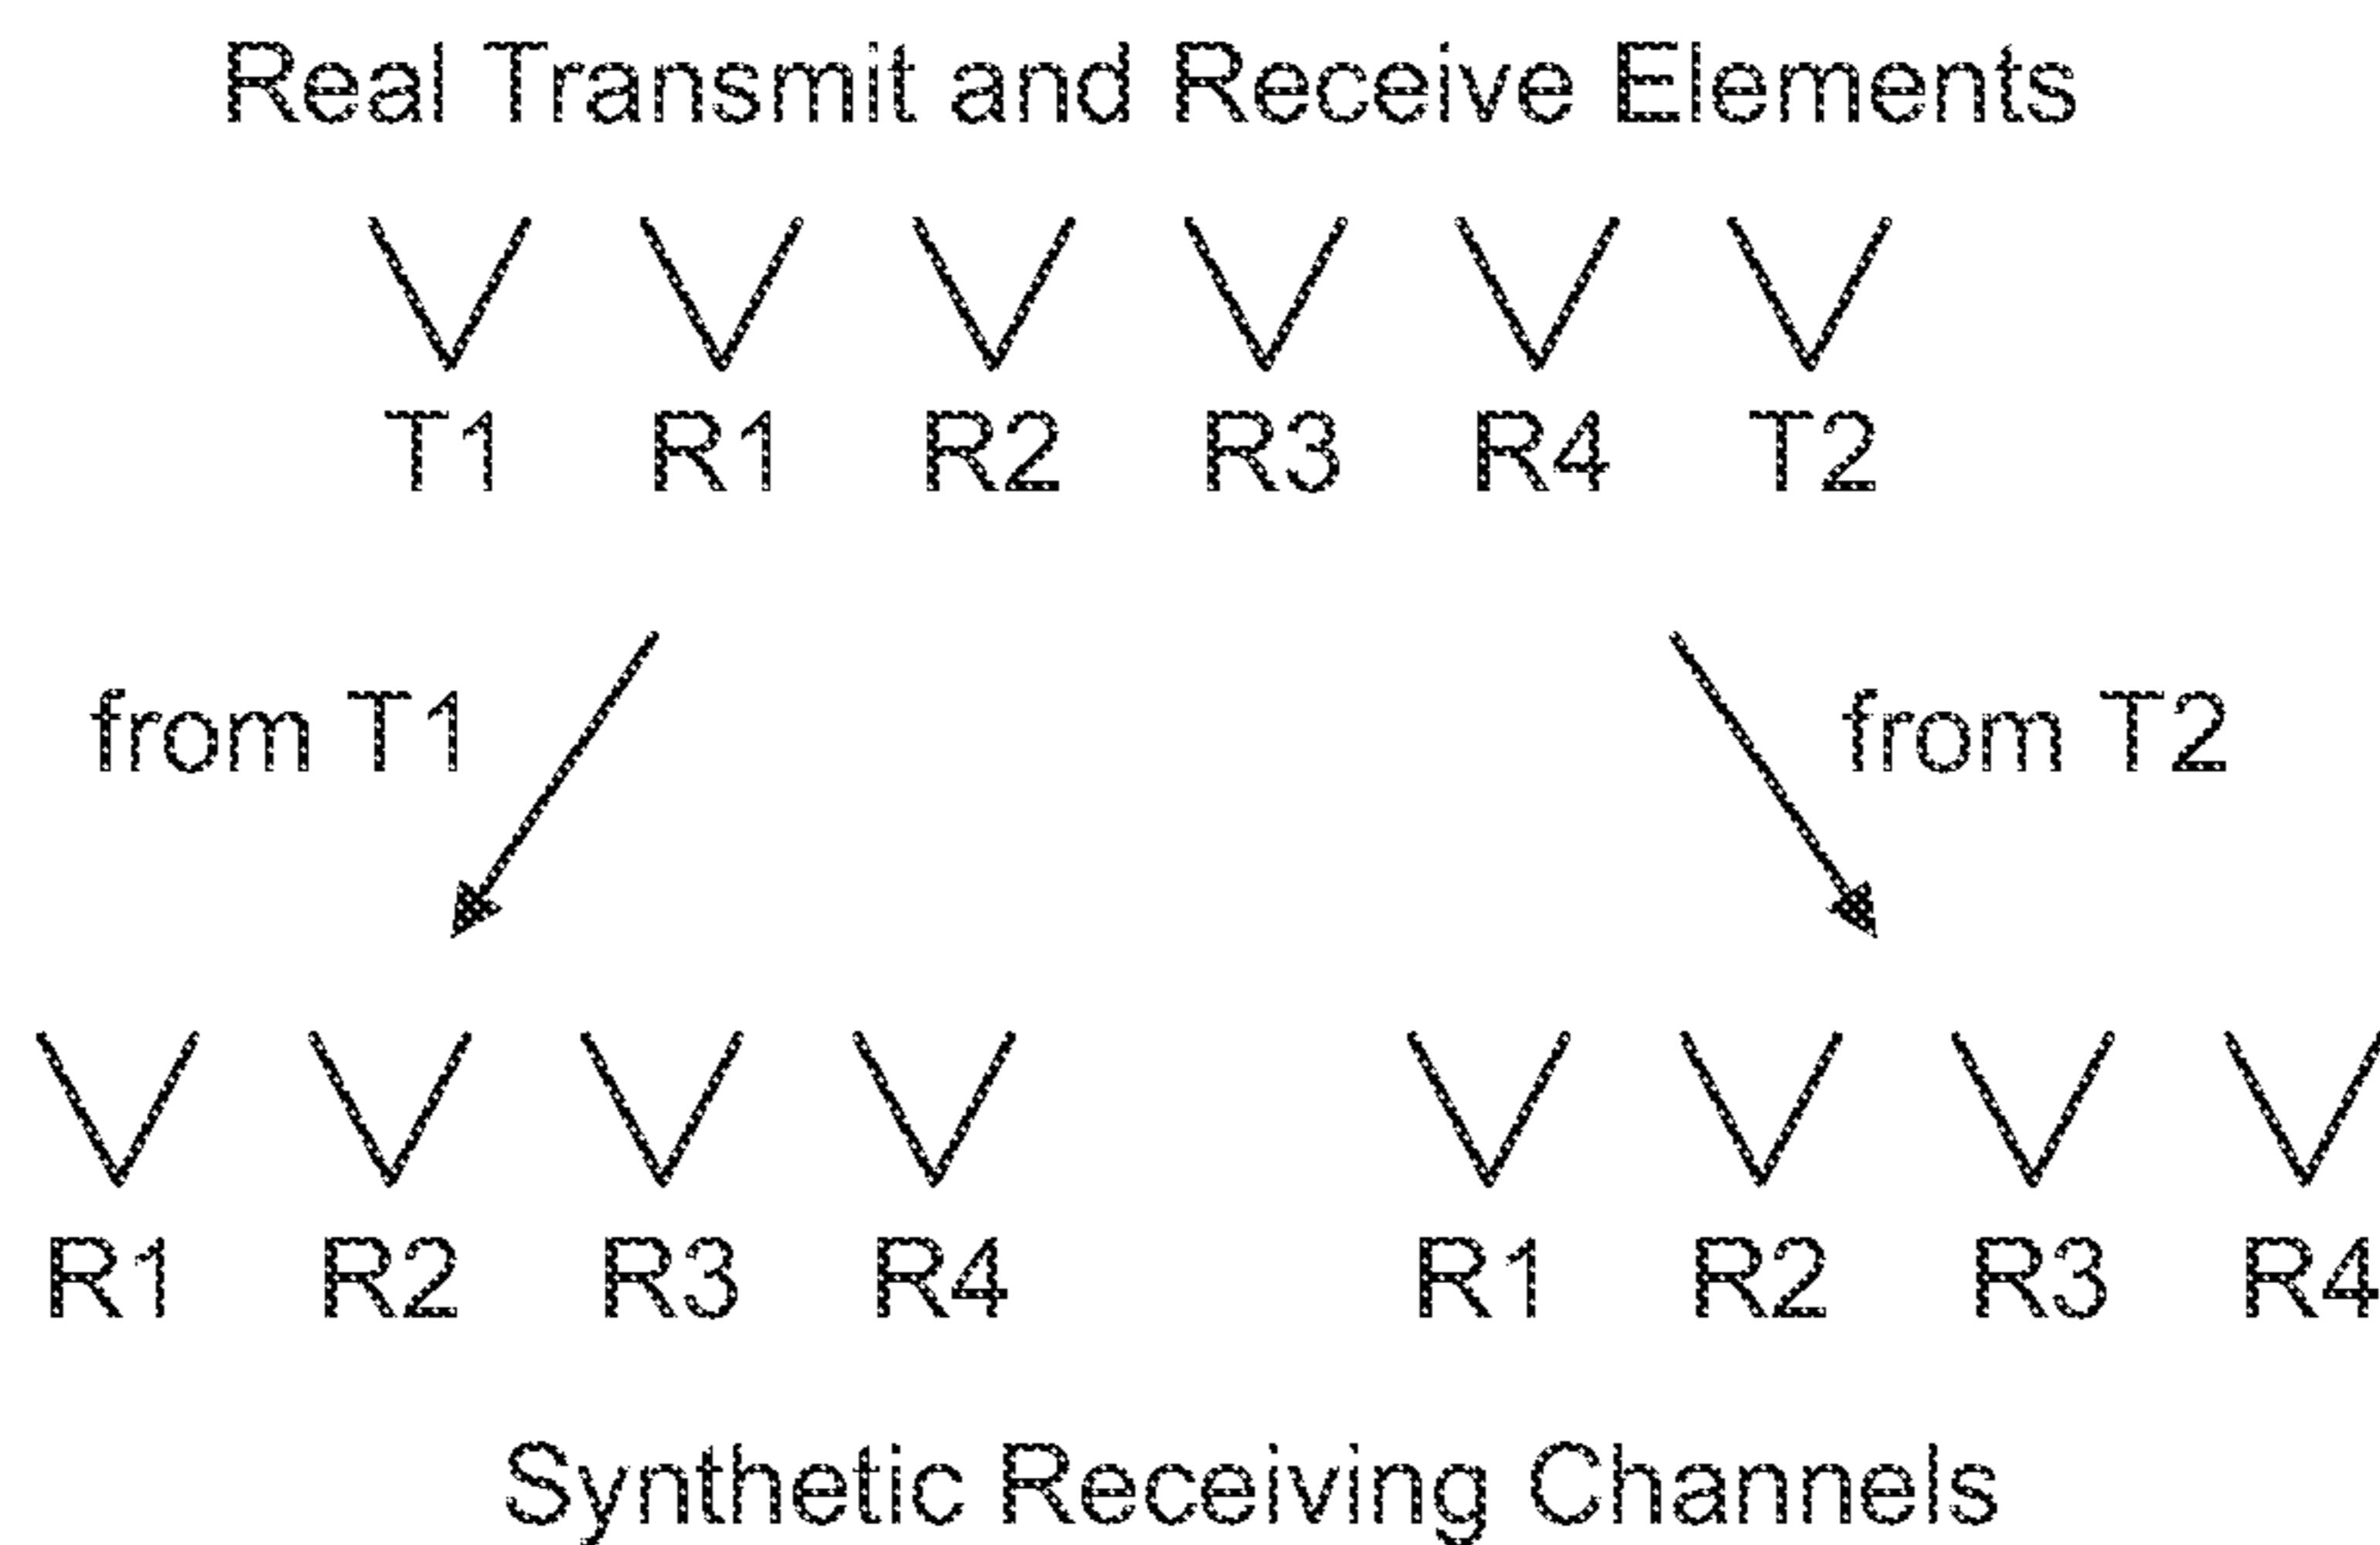 Real Transmit and Receive Elements
T1 R1 R2 R3 R4 T2
from T1 from T2
R1 R2 R3 R4 R1 R2 R3 R4
Synthetic Receiving Channels